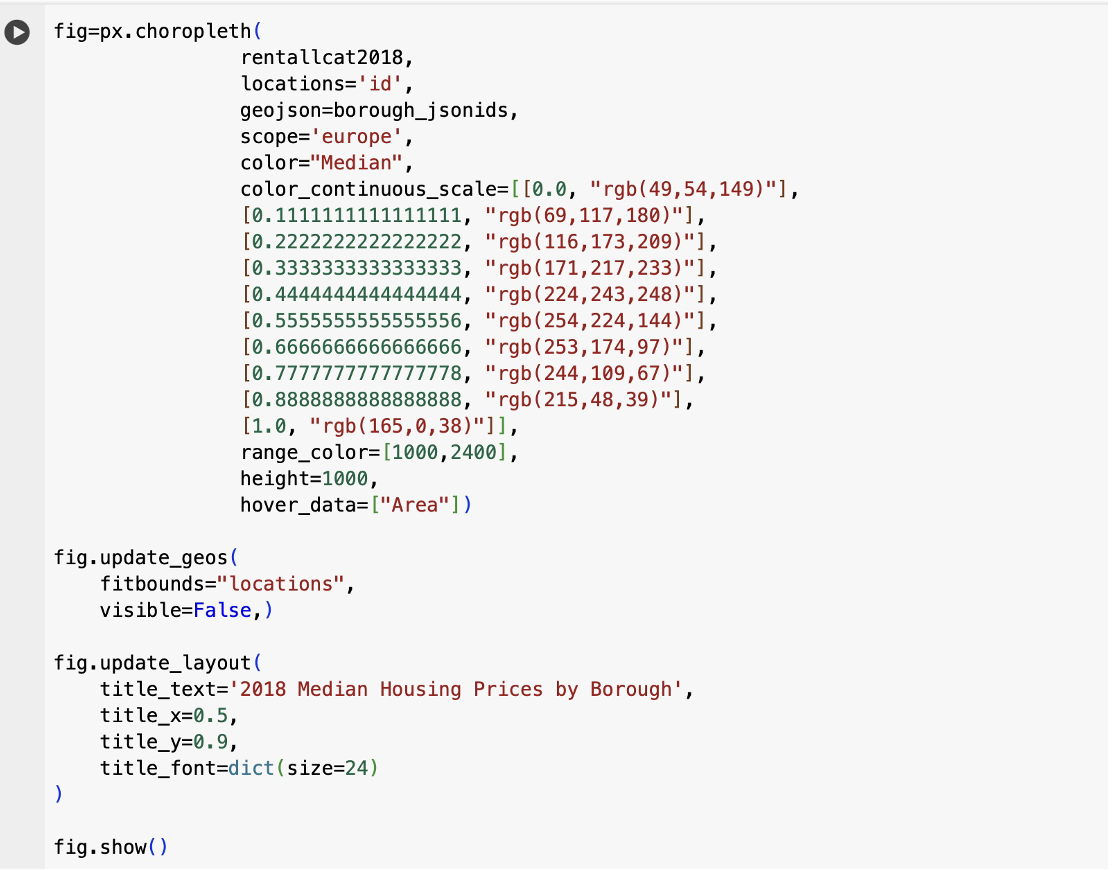 fig=px.choropleth(
rentallcat2018,
locations='id',
geojson=borough_jsonids,
scope='europe',
color="Median",
color_continuous_scale=[[0.0, "rgb(49,54,149)"],
[0.1111111111111111, "rgb(69,117,180)"],
[0.2222222222222222, "rgb(116,173,209)"],
[0.3333333333333333, "rgb(171,217,233)"],
[0.4444444444444444, "rgb(224,243,248)"],
[0.5555555555555556, "rgb(254,224,144)"],
[0.6666666666666666, "rgb(253,174,97)"],
[0.7777777777777778, "rgb(244,109,67)"],
[0.8888888888888888, "rgb(215,48,39)"],
[1.0, "rgb(165,0,38)"]],
range_color=[1000,2400],
height=1000,
hover_data=["Area"])
fig.update_geos(
fitbounds="locations",
visible=False,)
fig.update_layout(
title_text='2018 Median Housing Prices by Borough',
title_x=0.5,
title_y=0.9,
title_font=dict(size=24)
)
fig.show()